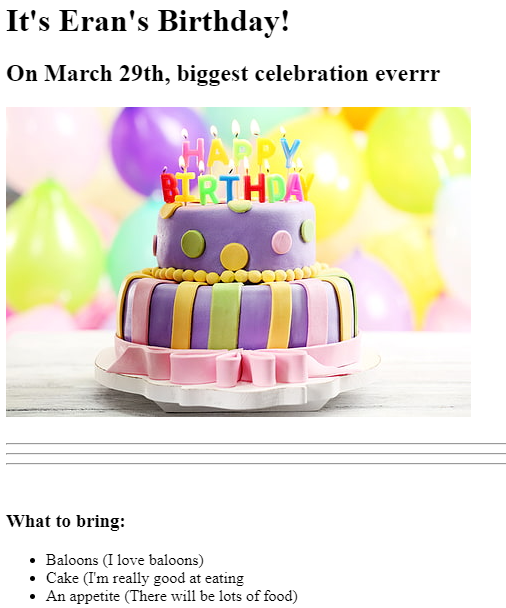 It's Eran's Birthday!
On March 29th, biggest celebration everrr
HAPPY
BIRTHDAY
What to bring:
Baloons (I love baloons)
Cake (I'm really good at eating
An appetite (There will be lots of food)